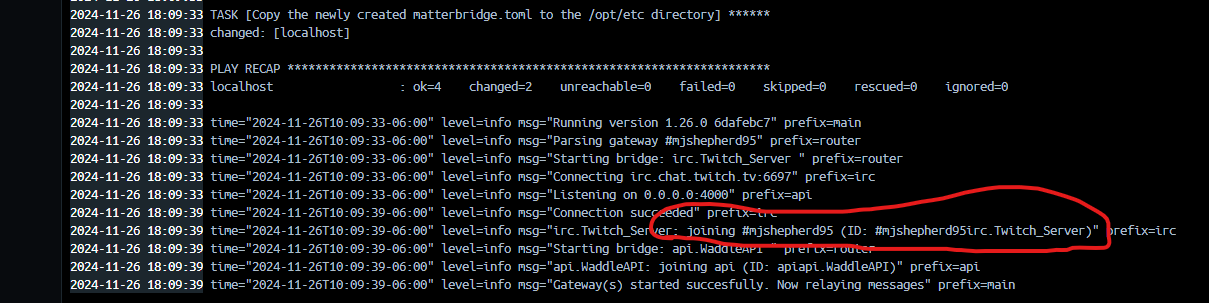 2024-11-26 18:09:33 TASK [Copy the newly created matterbridge.toml to the /opt/etc directory] ******
2024-11-26 18:09:33 changed: [localhost]
2024-11-26 18:09:33
2024-11-26 18:09:33 PLAY RECAP *********************************************************************
2024-11-26 18:09:33 localhost : ok=4 changed=2 unreachable=0 failed=0 skipped=0 rescued=0 ignored=0
2024-11-26 18:09:33
2024-11-26 18:09:33 time="2024-11-26T10:09:33-06:00" level=info msg="Running version 1.26.0 6dafebc7" prefix=main
2024-11-26 18:09:33 time="2024-11-26T10:09:33-06:00" level=info msg="Parsing gateway #mjshepherd95" prefix=router
2024-11-26 18:09:33 time="2024-11-26T10:09:33-06:00" level=info msg="Starting bridge: irc.Twitch_Server " prefix=router
2024-11-26 18:09:33 time="2024-11-26T10:09:33-06:00" level=info msg="Connecting irc.chat.twitch.tv:6697" prefix=irc
2024-11-26 18:09:33 time="2024-11-26T10:09:33-06:00" level=info msg="Listening on 0.0.0.0:4000" prefix=api
2024-11-26 18:09:39 time="2024-11-26T10:09:39-06:00" level=info msg="Connection succeeded" prefix=irc
2024-11-26 18:09:39 time="2024-11-26T10:09:39-06:00" level=info msg="irc.Twitch_Server: joining #mjshepherd95 (ID: #mjshepherd95irc.Twitch_Server)" prefix=irc
2024-11-26 18:09:39 time="2024-11-26T10:09:39-06:00" level=info msg="Starting bridge: api.WaddleAPI " prefix=router
2024-11-26 18:09:39 time="2024-11-26T10:09:39-06:00" level=info msg="api.WaddleAPI: joining api (ID: apiapi.WaddleAPI)" prefix=api
2024-11-26 18:09:39 time="2024-11-26T10:09:39-06:00" level=info msg="Gateway(s) started succesfully. Now relaying messages" prefix=main